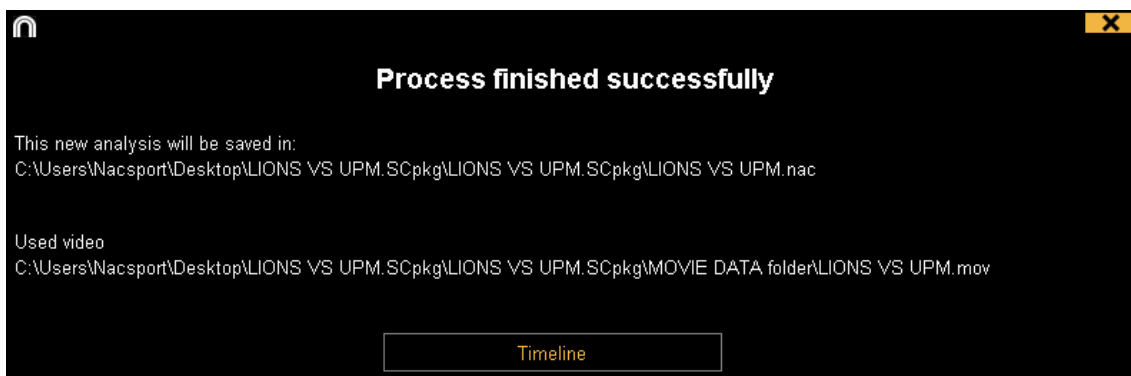 Process finished successfully
This new analysis will be saved in:
C:\Users\Nacsport\Desktop\LIONS VS UPM.SCpkg\LIONS VS UPM.SCpkg\LIONS VS UPM.nac
Used video
C:\Users\Nacsport\Desktop\LIONS VS UPM.SCpkg\LIONS VS UPM.SCpkg\MOVIE DATA folder\LIONS VS UPM.mov
Timeline